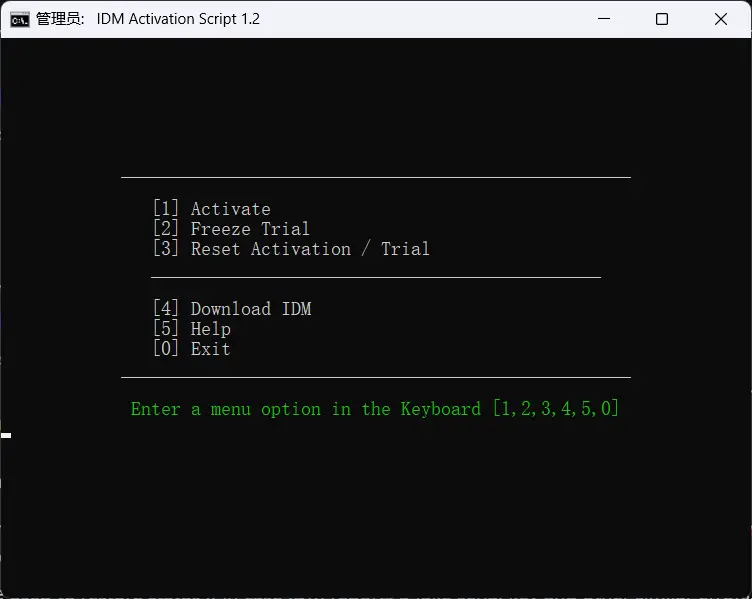 管理员: IDM Activation Script 1.2
[1] Activate
[2] Freeze Trial
[3] Reset Activation / Trial
[4] Download IDM
[5] Help
[0] Exit
Enter a menu option in the Keyboard [1,2,3,4,5,0]